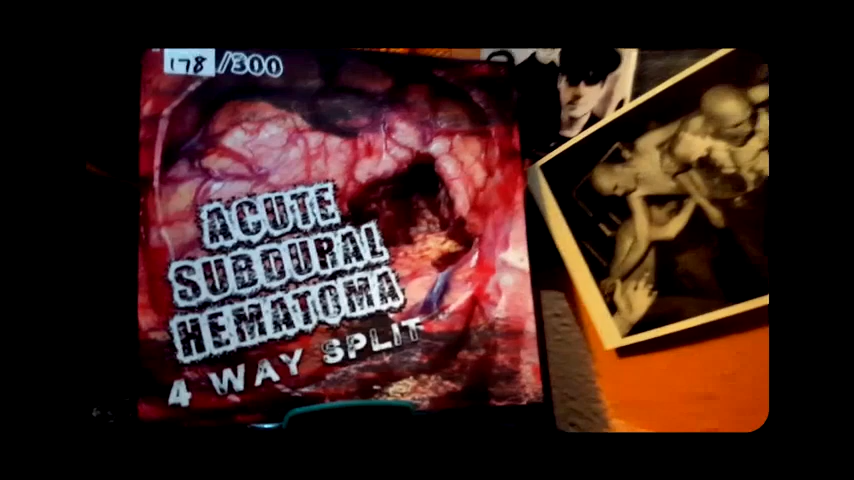 178/300
ACUTE
SUBDURAL
HEMATOMA
4 WAY SPLIT